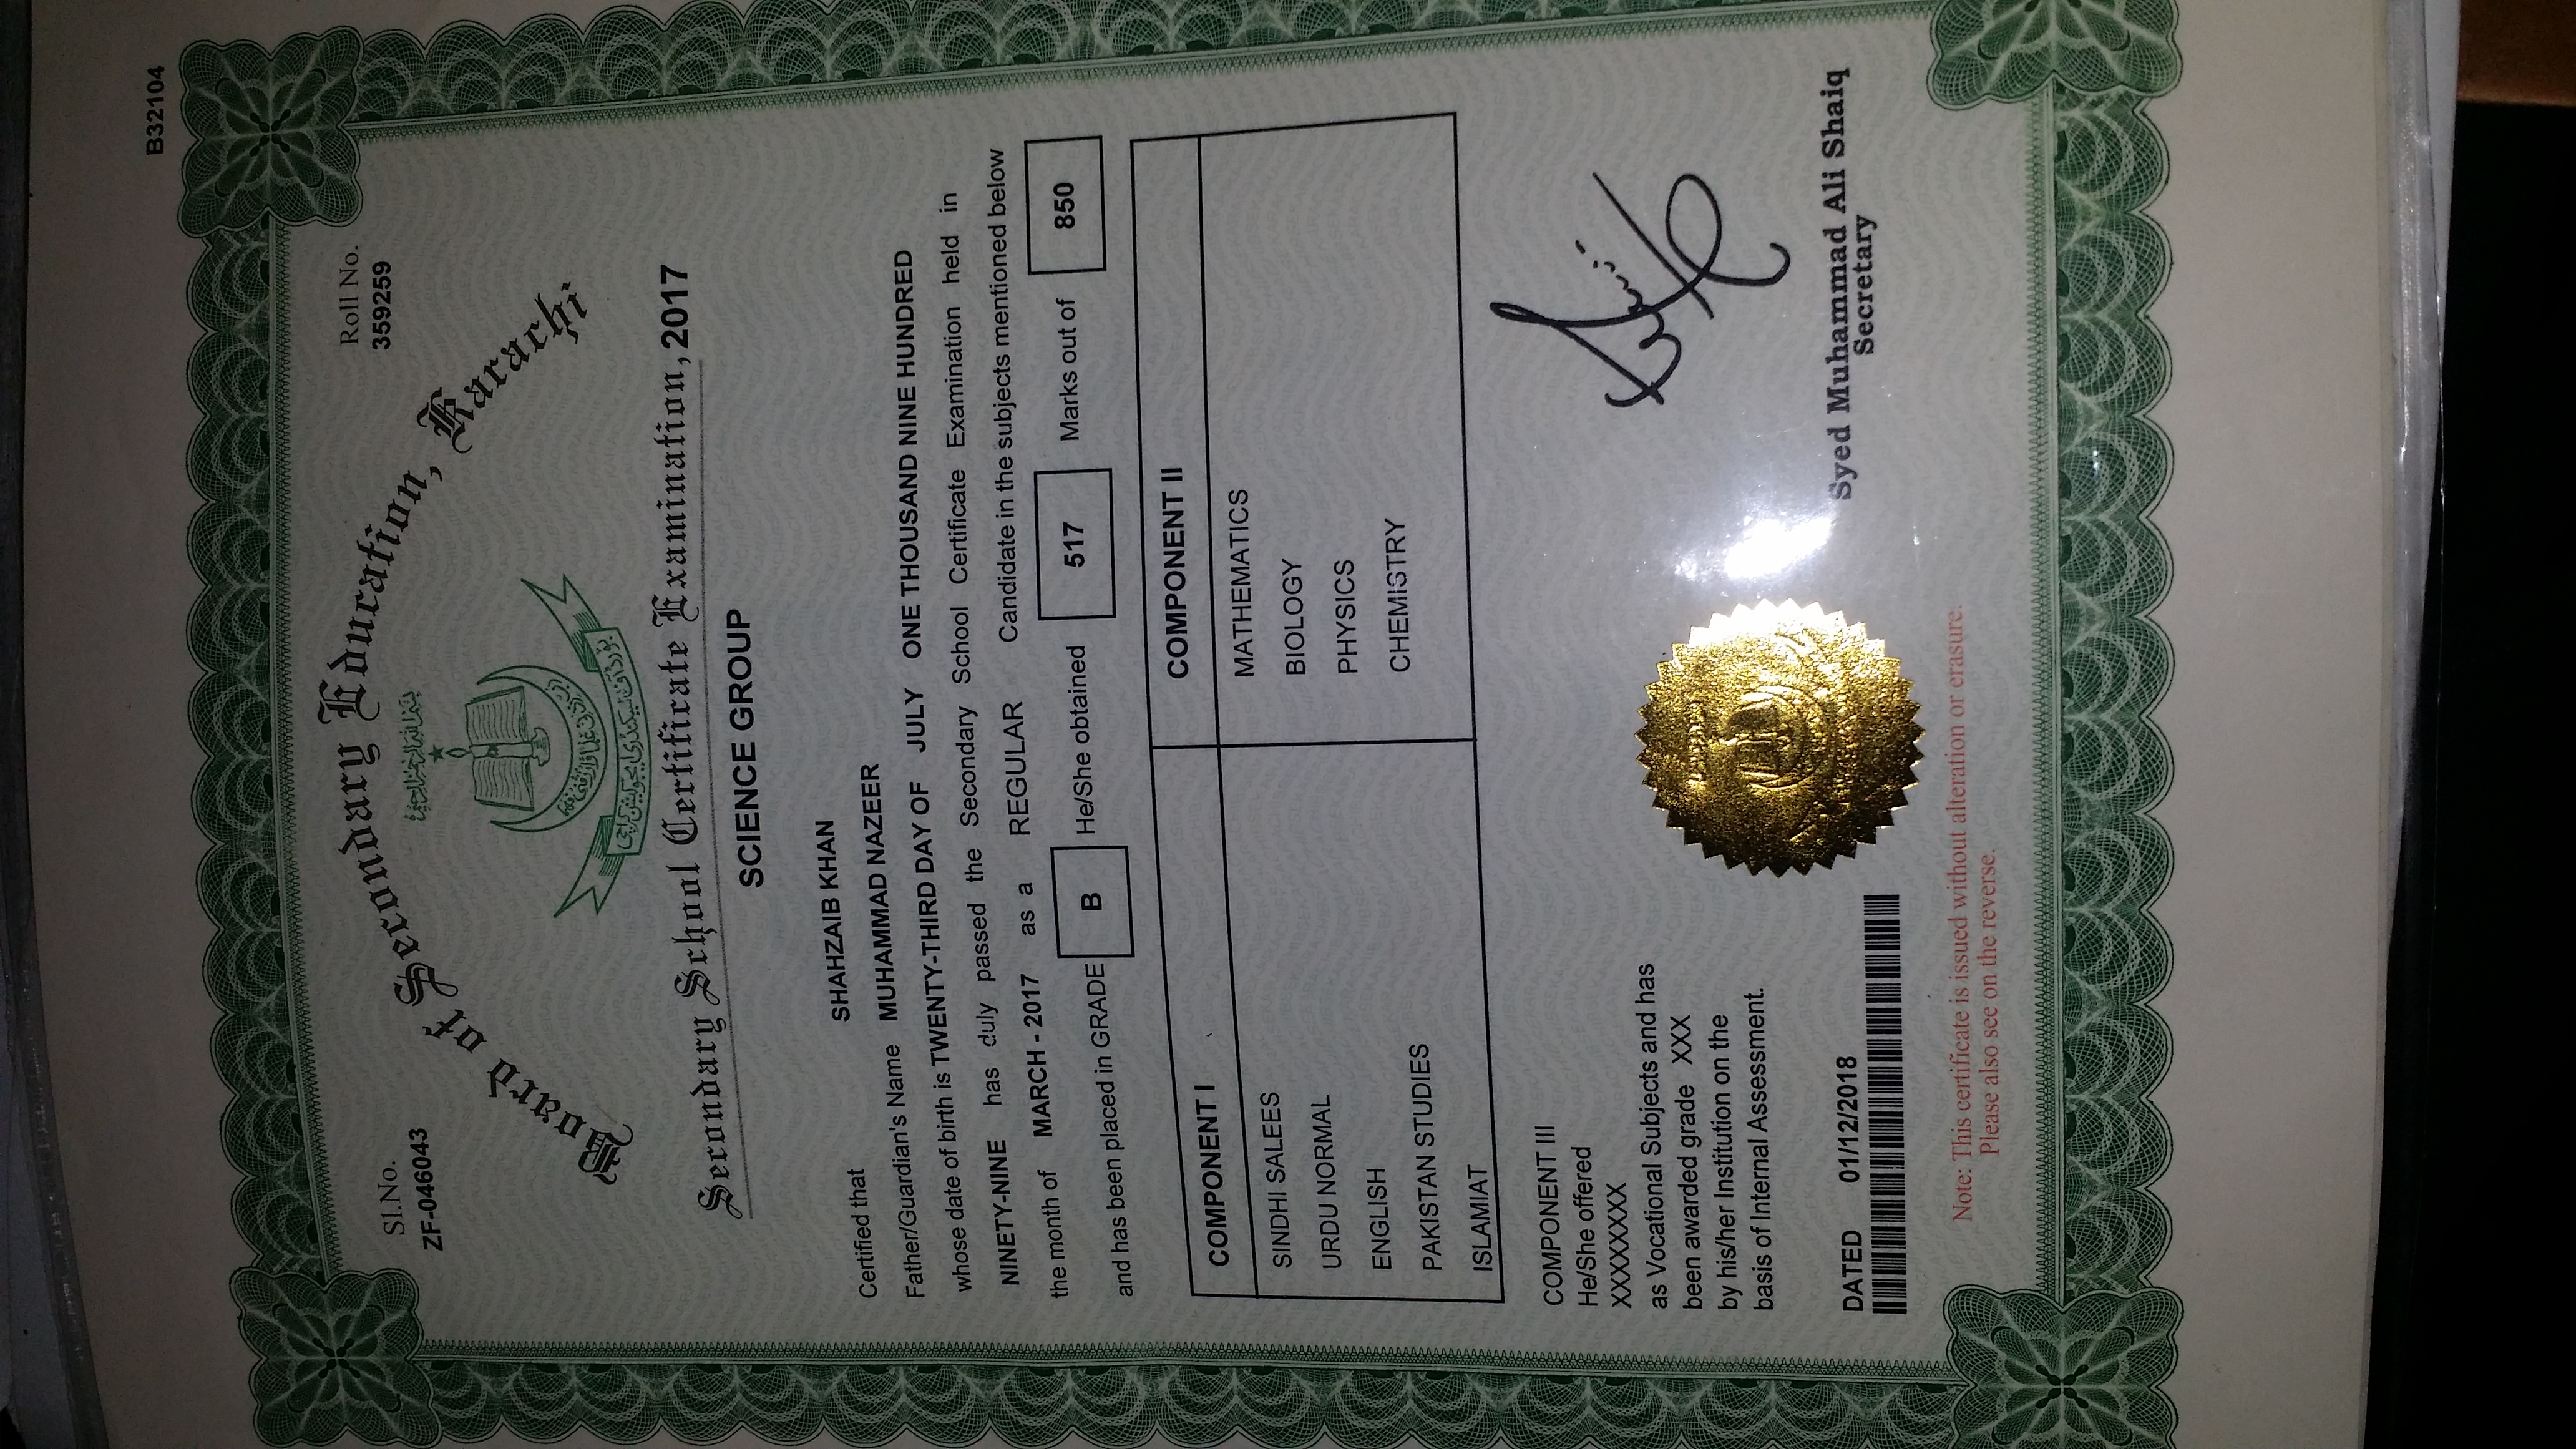 B32104
Sl.No.
ZF-046043
Roll No.
359259
Board of Secondary Education, Karachi
Secondary School Certificate Examination, 2017
SCIENCE GROUP
Certified that SHAHZAIB KHAN
Father/Guardian's Name MUHAMMAD NAZEER
whose date of birth is TWENTY-THIRD DAY OF JULY ONE THOUSAND NINE HUNDRED
NINETY-NINE has duly passed the Secondary School Certificate Examination held in
the month of MARCH - 2017 as a REGULAR Candidate in the subjects mentioned below
and has been placed in GRADE B He/She obtained 517 Marks out of 850
COMPONENT I COMPONENT II
SINDHI SALEES MATHEMATICS
URDU NORMAL BIOLOGY
ENGLISH PHYSICS
PAKISTAN STUDIES CHEMISTRY
ISLAMIAT
COMPONENT III
He/She offered
XXXXXXXX
as Vocational Subjects and has
been awarded grade XXX
by his/her Institution on the
basis of Internal Assessment.
DATED 01/12/2018
Syed Muhammad Ali Shaiq
Secretary
Note: This certificate is issued without alteration or erasure.
Please also see on the reverse.